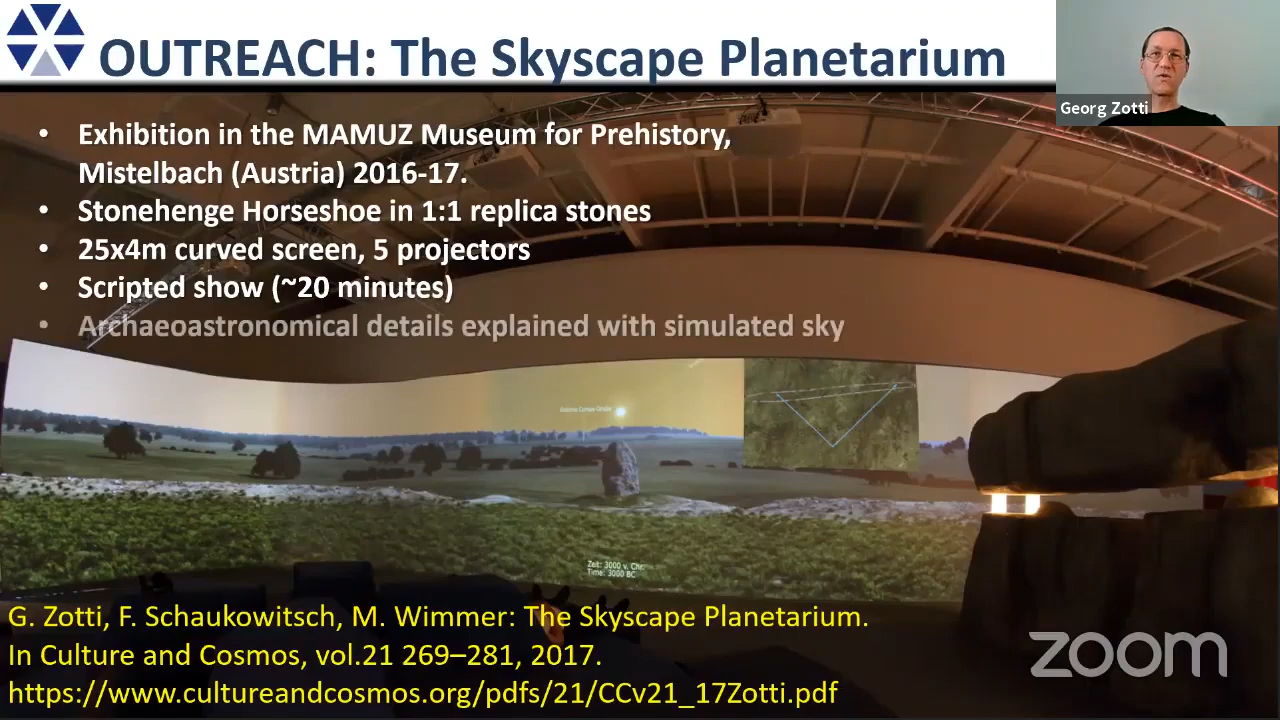 OUTREACH: The Skyscape Planetarium
Georg Zotti
• Exhibition in the MAMUZ Museum for Prehistory,
Mistelbach (Austria) 2016-17.
• Stonehenge Horseshoe in 1:1 replica stones
• 25x4m curved screen, 5 projectors
• Scripted show (~20 minutes)
• Archaeoastronomical details explained with simulated sky
Zeit: 3000 v. Chr.
Time: 3000 BC
G. Zotti, F. Schaukowitsch, M. Wimmer: The Skyscape Planetarium.
In Culture and Cosmos, vol.21 269–281, 2017.
https://www.cultureandcosmos.org/pdfs/21/CCv21_17Zotti.pdf
zoom